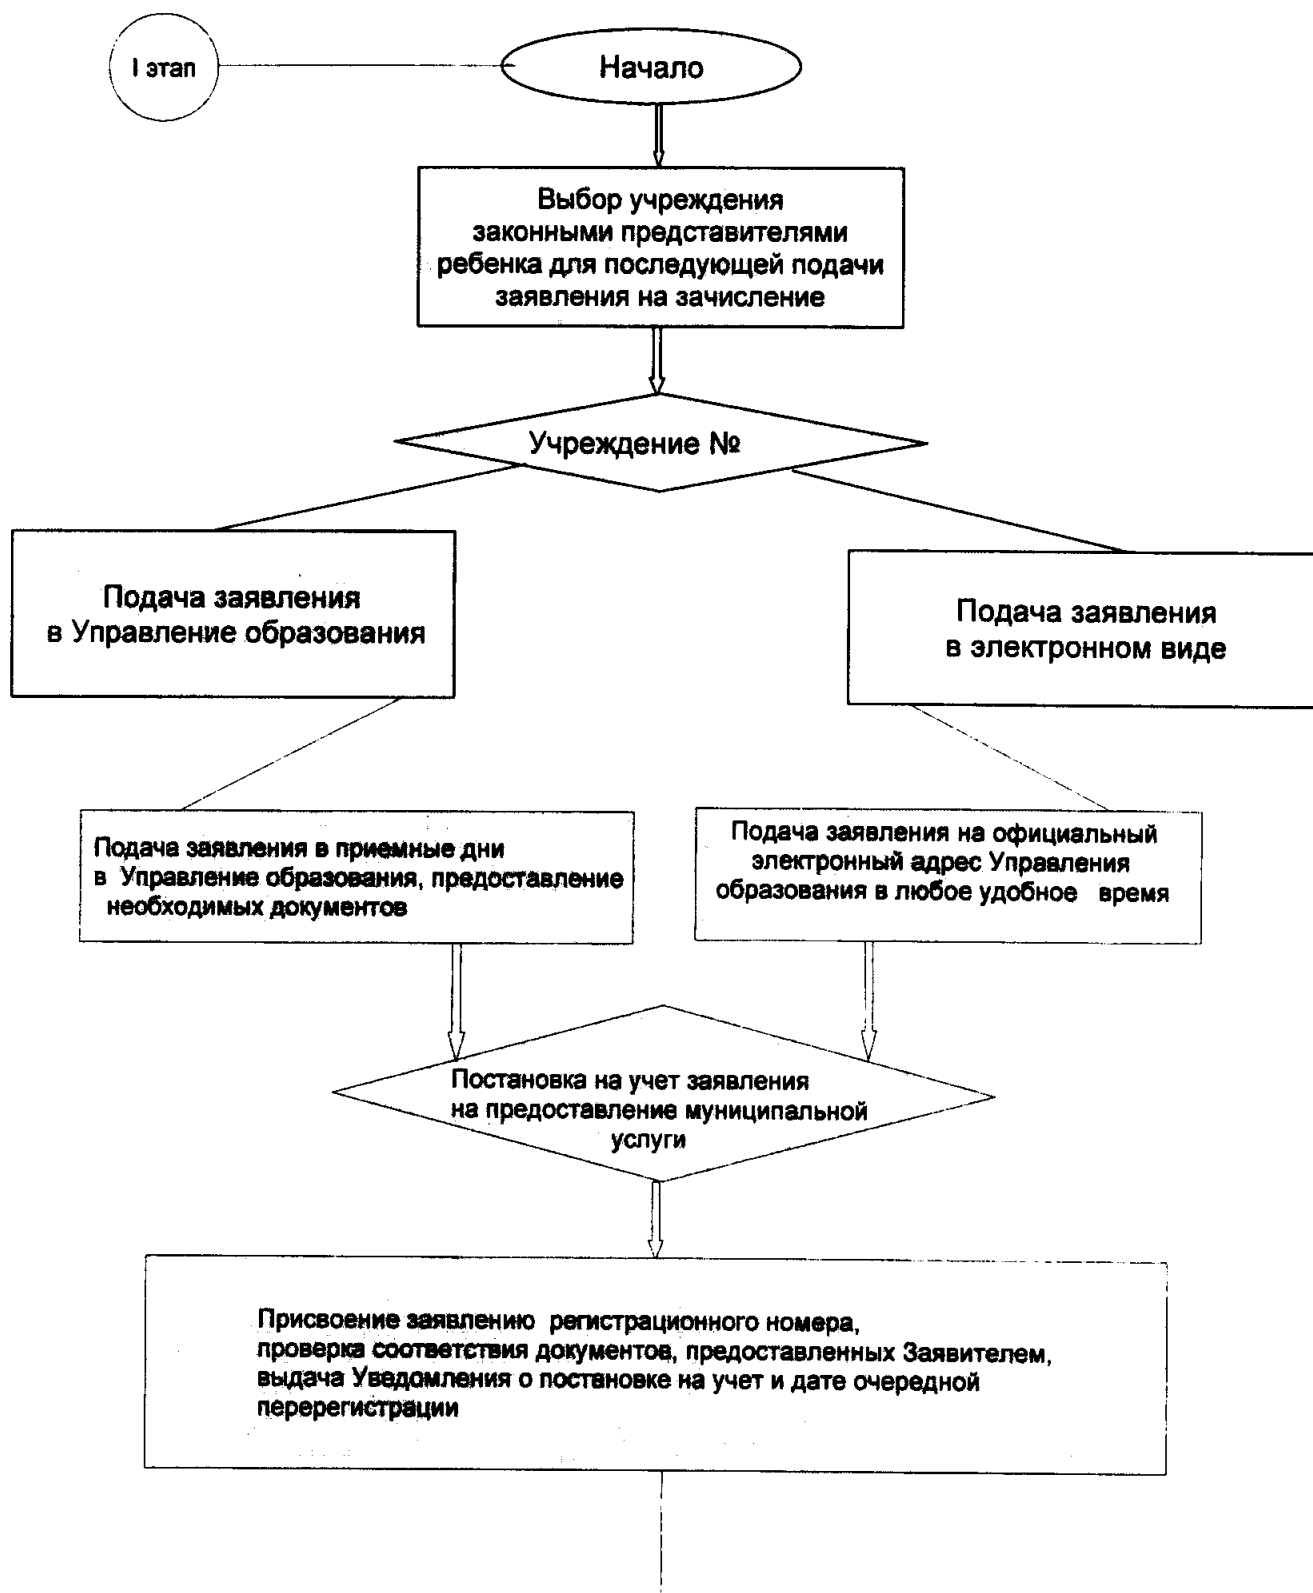 I этап
Начало
Выбор учреждения
законными представителями
ребенка для последующей подачи
заявления на зачисление
Учреждение №
Подача заявления
в Управление образования
Подача заявления
в электронном виде
Подача заявления в приемные дни
в Управление образования, предоставление
необходимых документов
Подача заявления на официальный
электронный адрес Управления
образования в любое удобное время
Постановка на учет заявления
на предоставление муниципальной
услуги
Присвоение заявлению регистрационного номера,
проверка соответствия документов, предоставленных Заявителем,
выдача Уведомления о постановке на учет и дате очередной
перерегистрации